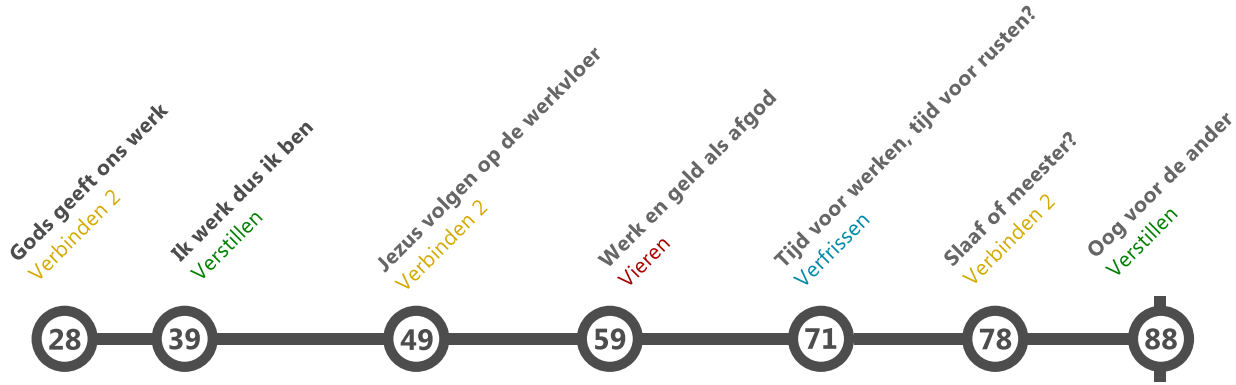 Gods geeft ons werk
Verbinden 2
Ik werk dus ik ben
Verstillen
Jezus volgen op de werkvloer
Verbinden 2
Werk en geld als afgod
Vieren
Tijd voor werken, tijd voor rusten?
Verfrissen
Slaaf of meester?
Verbinden 2
Oog voor de ander
Verstillen
28
39
49
59
71
78
88